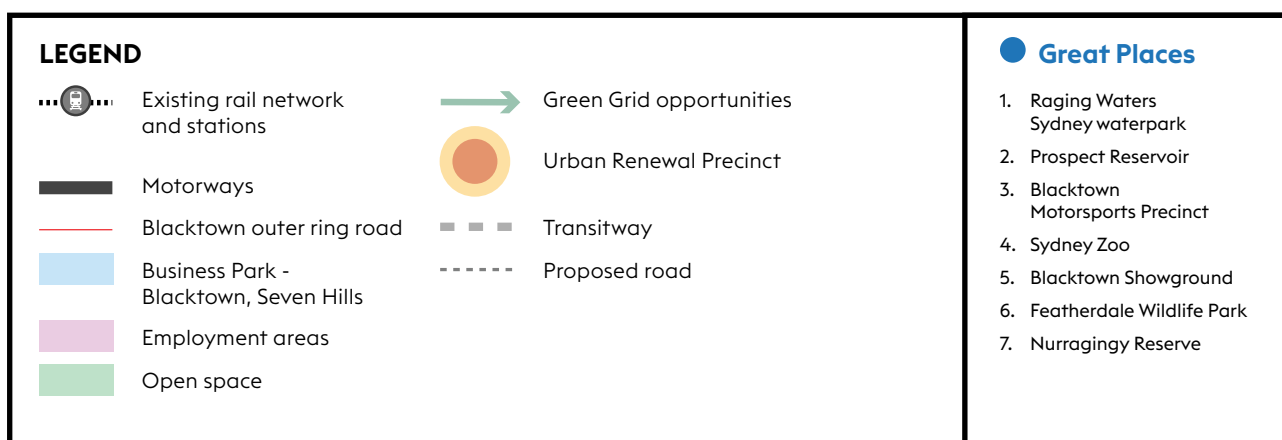 LEGEND
Existing rail network
and stations
Motorways
Blacktown outer ring road
Business Park -
Blacktown, Seven Hills
Employment areas
Open space
Green Grid opportunities
Urban Renewal Precinct
Transitway
Proposed road
Great Places
1. Raging Waters
Sydney waterpark
2. Prospect Reservoir
3. Blacktown
Motorsports Precinct
4. Sydney Zoo
5. Blacktown Showground
6. Featherdale Wildlife Park
7. Nurragingy Reserve